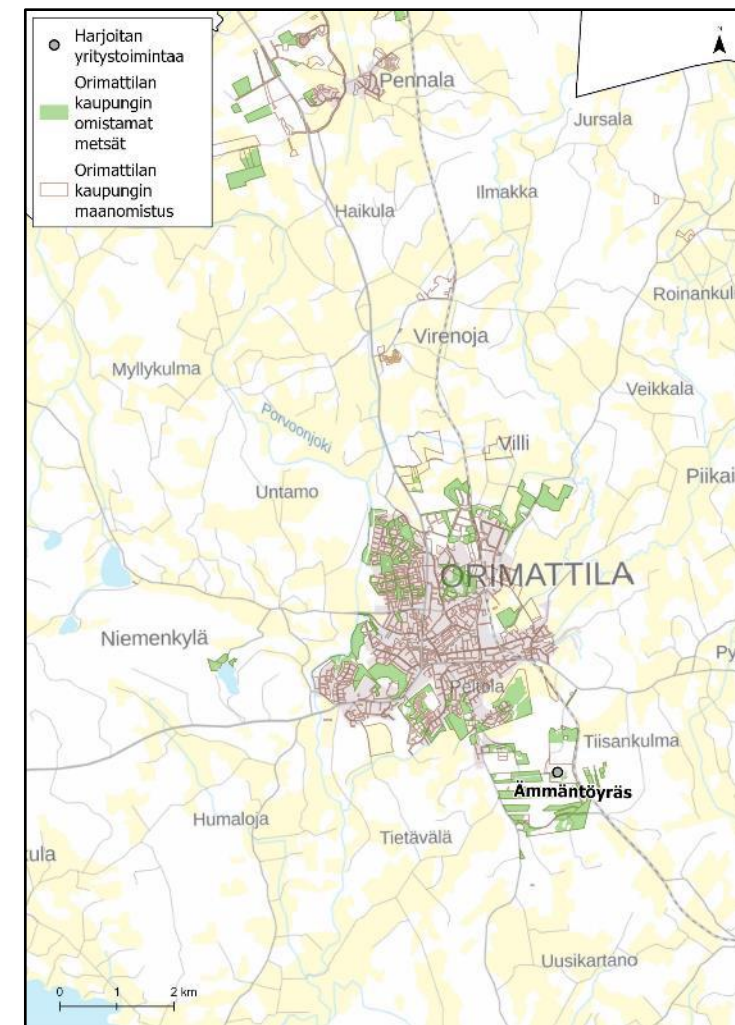 Harjoitan
yritystoimintaa
Orimattilan
kaupungin
omistamat
metsät
Orimattilan
kaupungin
maanomistus
Pennala
Jursala
Ilmakka
Haikula
Roinankul
Virenoja
Myllykulma
Veikkala
Porvoonjoki
Villi
Piikai
Untamo
ORIMATTILA
Niemenkylä
Py
Peltola
Tiisankulma
Ämmäntöyräs
Humaloja
Tietävälä
ula
Uusikartano
0 1 2 km